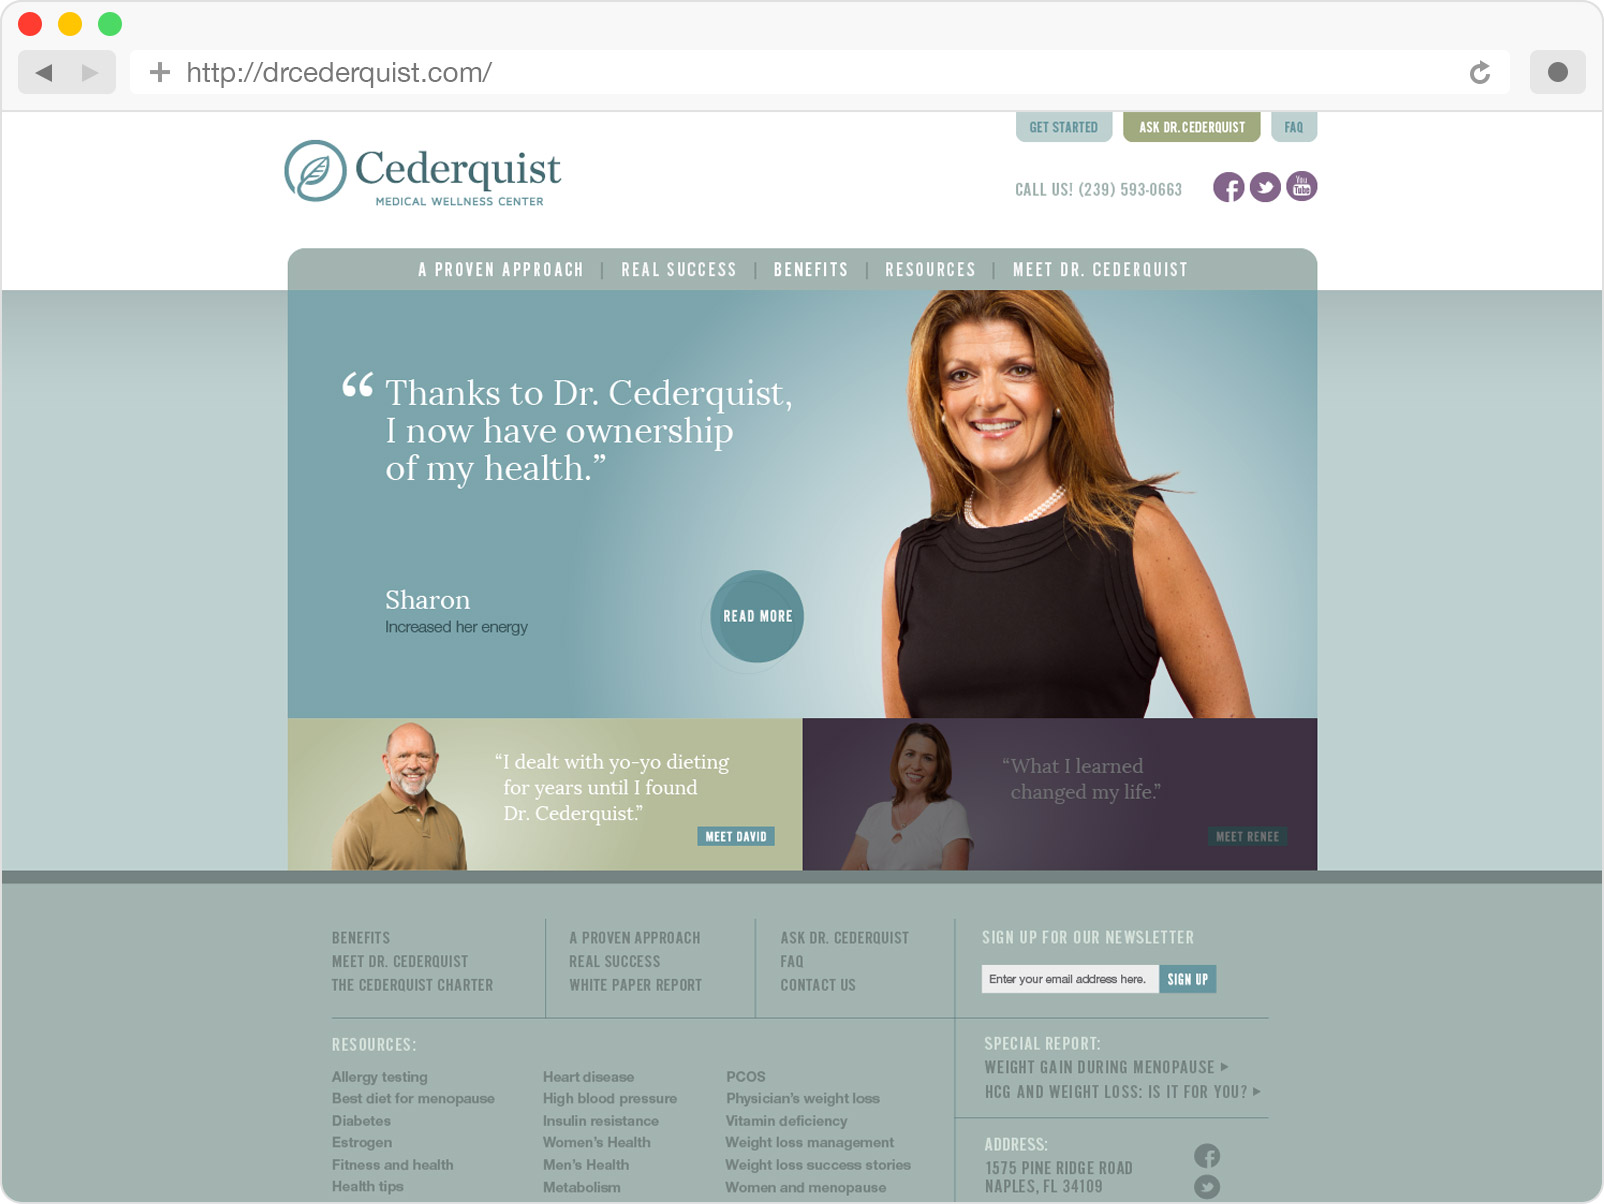 http://drcederquist.com/
GET STARTED
ASK DR. CEDERQUIST
FAQ
Cederquist
MEDICAL WELLNESS CENTER
CALL US! (239) 593-0663
You
Tube
A PROVEN APPROACH | REAL SUCCESS | BENEFITS | RESOURCES | MEET DR. CEDERQUIST
“Thanks to Dr. Cederquist,
I now have ownership
of my health.”
Sharon
Increased her energy
READ MORE
“I dealt with yo-yo dieting
for years until I found
Dr. Cederquist.”
MEET DAVID
“What I learned
changed my life.”
MEET RENEE
BENEFITS
MEET DR. CEDERQUIST
THE CEDERQUIST CHARTER
A PROVEN APPROACH
REAL SUCCESS
WHITE PAPER REPORT
ASK DR. CEDERQUIST
FAQ
CONTACT US
SIGN UP FOR OUR NEWSLETTER
Enter your email address here.
SIGN UP
RESOURCES:
Allergy testing
Best diet for menopause
Diabetes
Estrogen
Fitness and health
Health tips
Heart disease
High blood pressure
Insulin resistance
Women’s Health
Men’s Health
Metabolism
PCOS
Physician’s weight loss
Vitamin deficiency
Weight loss management
Weight loss success stories
Women and menopause
SPECIAL REPORT:
WEIGHT GAIN DURING MENOPAUSE
HCG AND WEIGHT LOSS: IS IT FOR YOU?
ADDRESS:
1575 PINE RIDGE ROAD
NAPLES, FL 34109